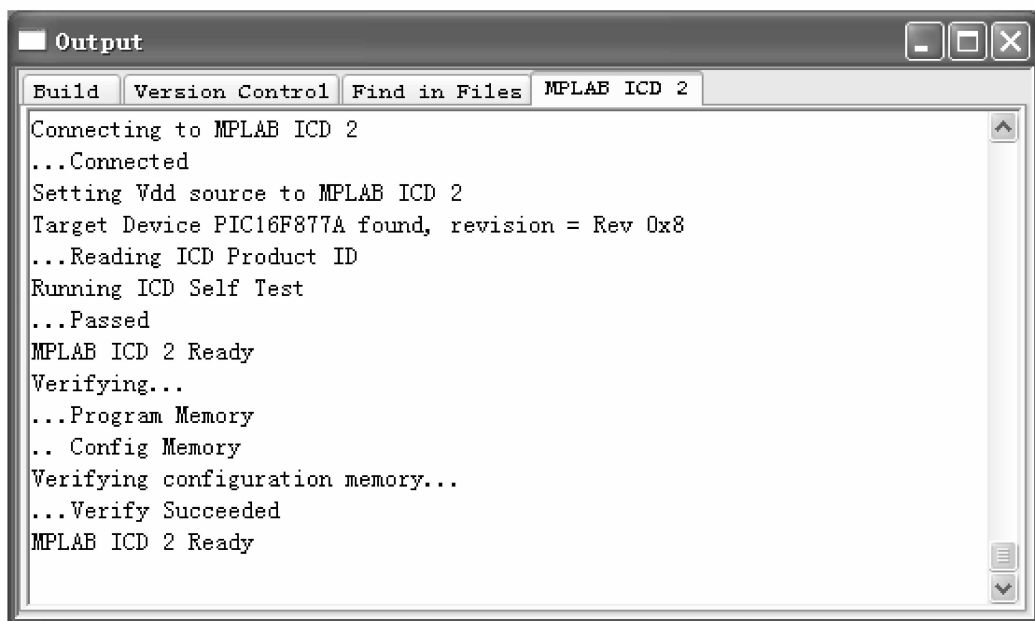 Output
Build Version Control Find in Files MPLAB ICD 2
Connecting to MPLAB ICD 2
...Connected
Setting Vdd source to MPLAB ICD 2
Target Device PIC16F877A found, revision = Rev 0x8
...Reading ICD Product ID
Running ICD Self Test
...Passed
MPLAB ICD 2 Ready
Verifying...
...Program Memory
.. Config Memory
Verifying configuration memory...
...Verify Succeeded
MPLAB ICD 2 Ready